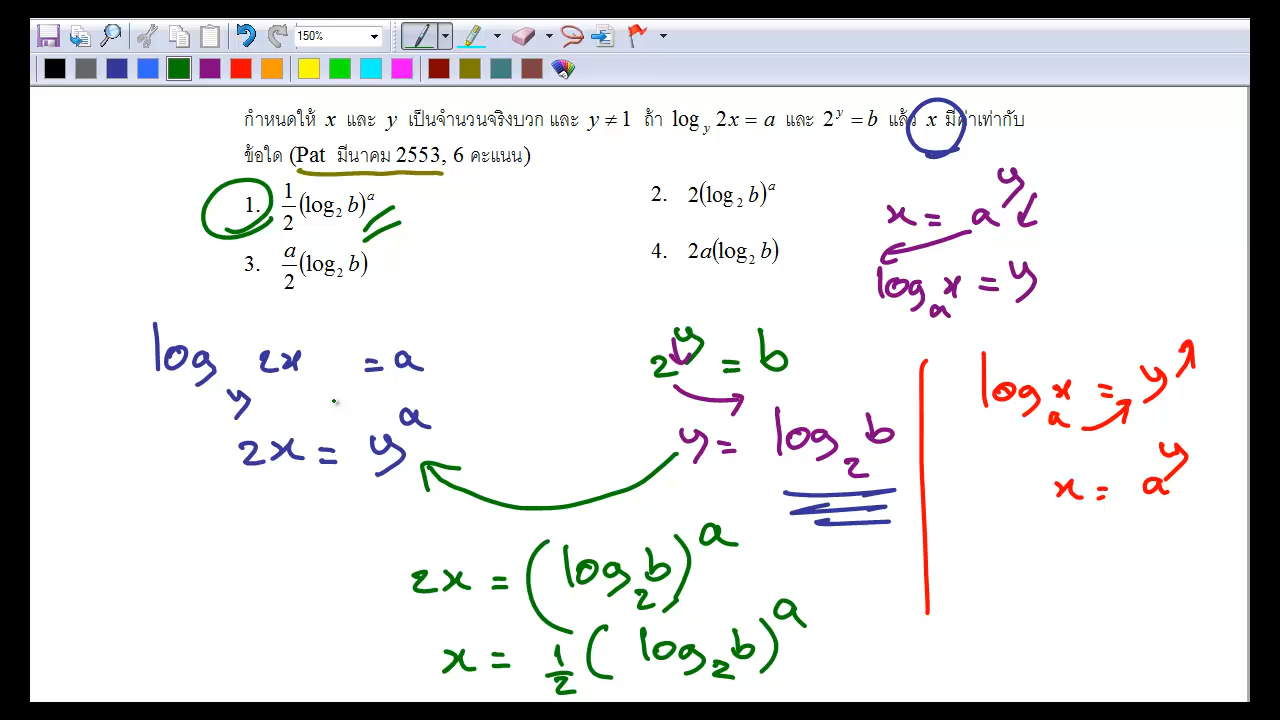 150%
กำหนดให้ x และ y เป็นจำนวนจริงบวก และ y ≠ 1 ถ้า log_y 2x = a และ 2^y = b แล้ว x มีค่าเท่ากับ
ข้อใด (Pat มีนาคม 2553, 6 คะแนน)
1. 1/2(log_2 b)^a
2. 2(log_2 b)^a
3. a/2(log_2 b)
4. 2a(log_2 b)
x = a^y
log_a x = y
log_y 2x = a
2x = y^a
2^y = b
y = log_2 b
log_a x = y
x = a^y
2x = (log_2 b)^a
x = 1/2 (log_2 b)^a